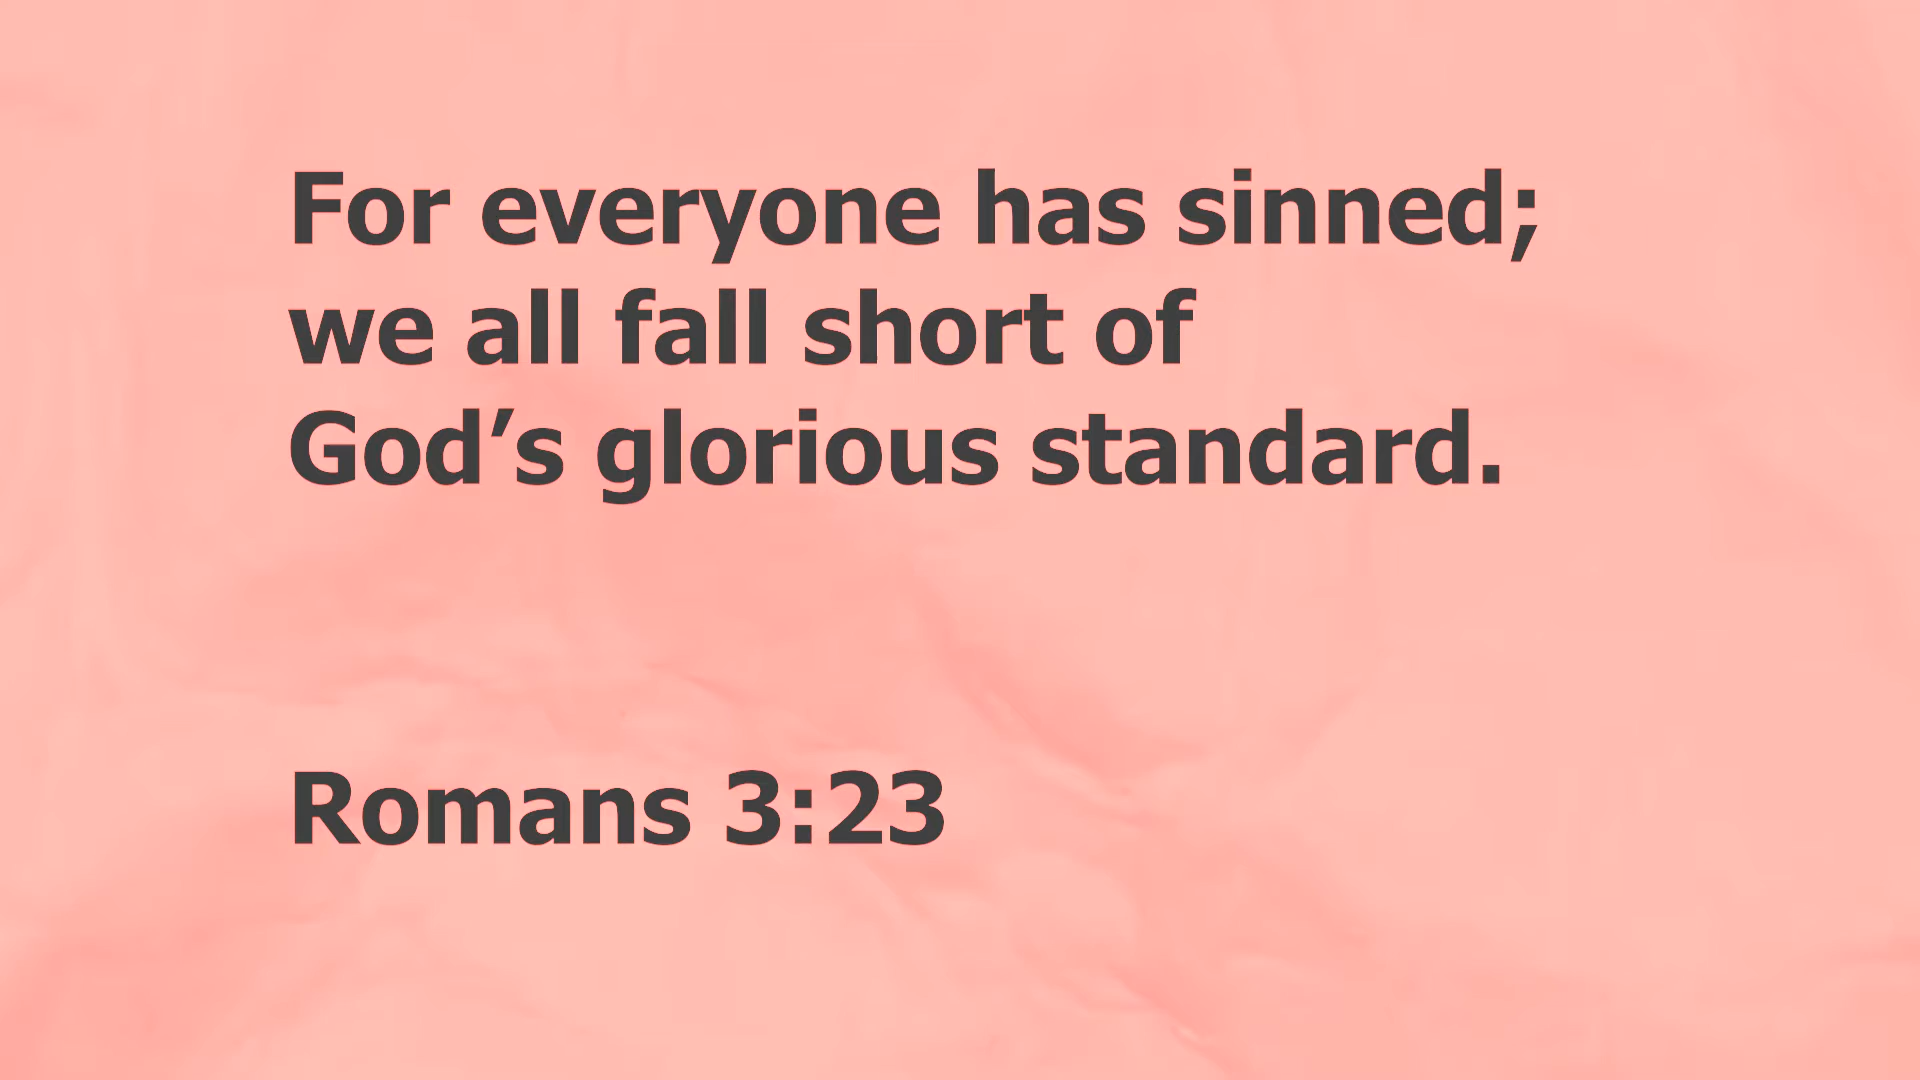 For everyone has sinned;
we all fall short of
God’s glorious standard.
Romans 3:23